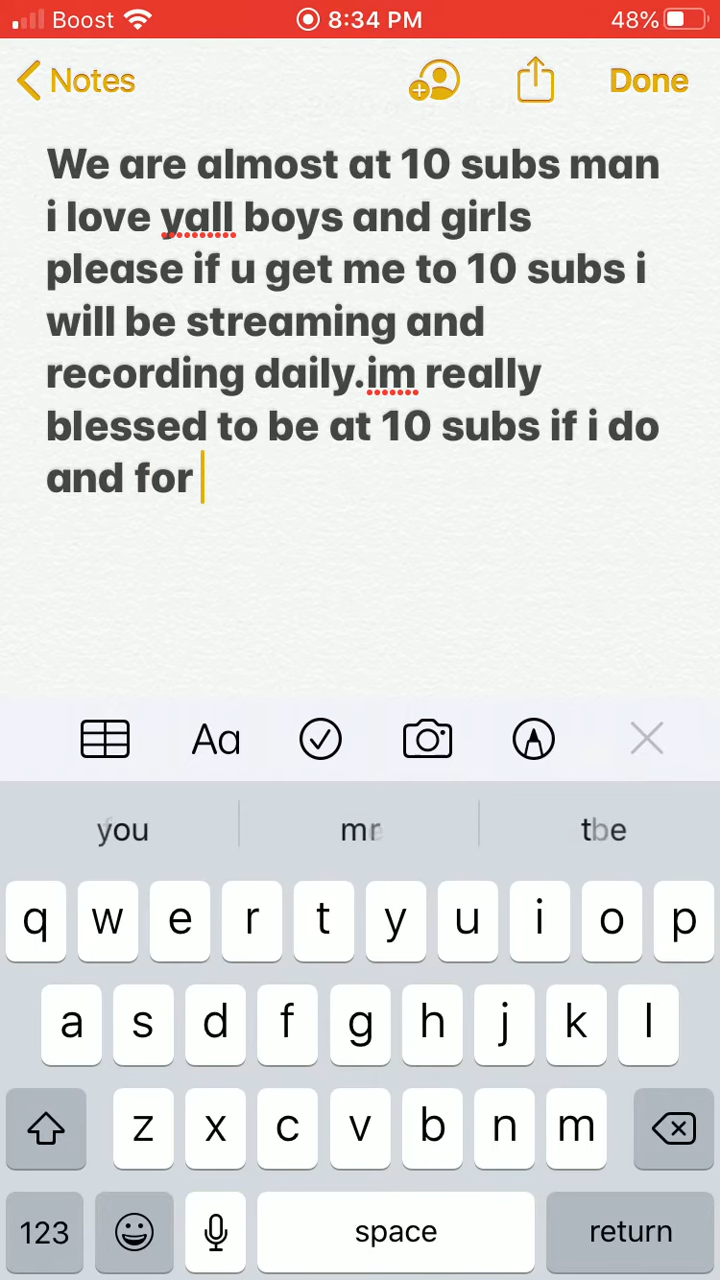 Boost 8:34 PM 48%
Notes Done
We are almost at 10 subs man
i love yall boys and girls
please if u get me to 10 subs i
will be streaming and
recording daily.im really
blessed to be at 10 subs if i do
and for
Aa
you
q w e r t y u i o p
a s d f g h j k l
z x c v b n m
123 space return